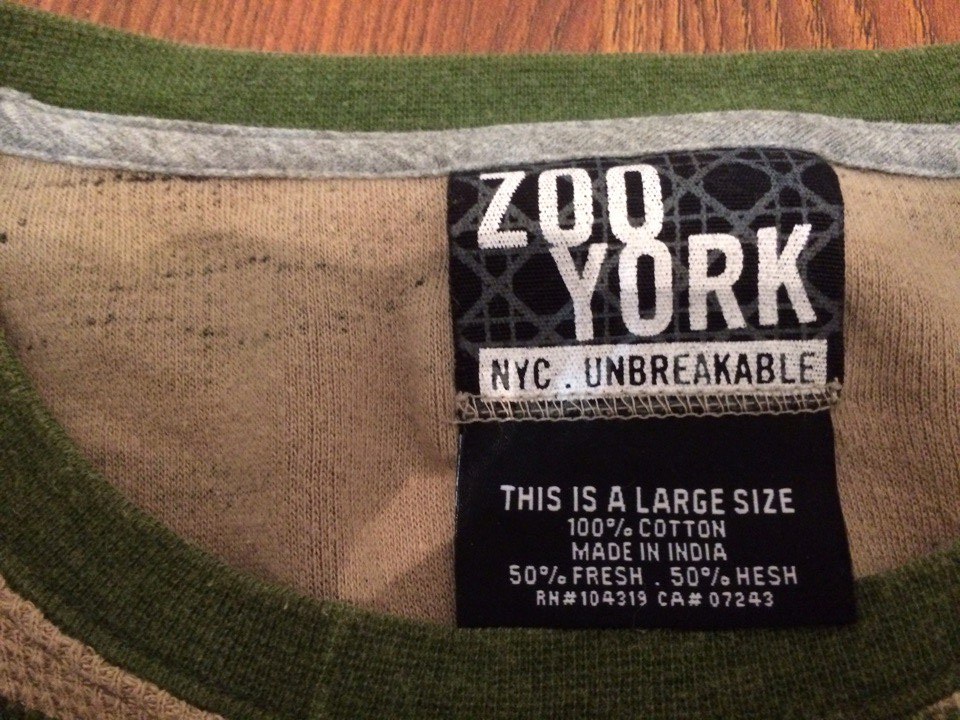 ZOO
YORK
NYC . UNBREAKABLE
THIS IS A LARGE SIZE
100% COTTON
MADE IN INDIA
50% FRESH . 50% HESH
RN#104319 CA# 07243